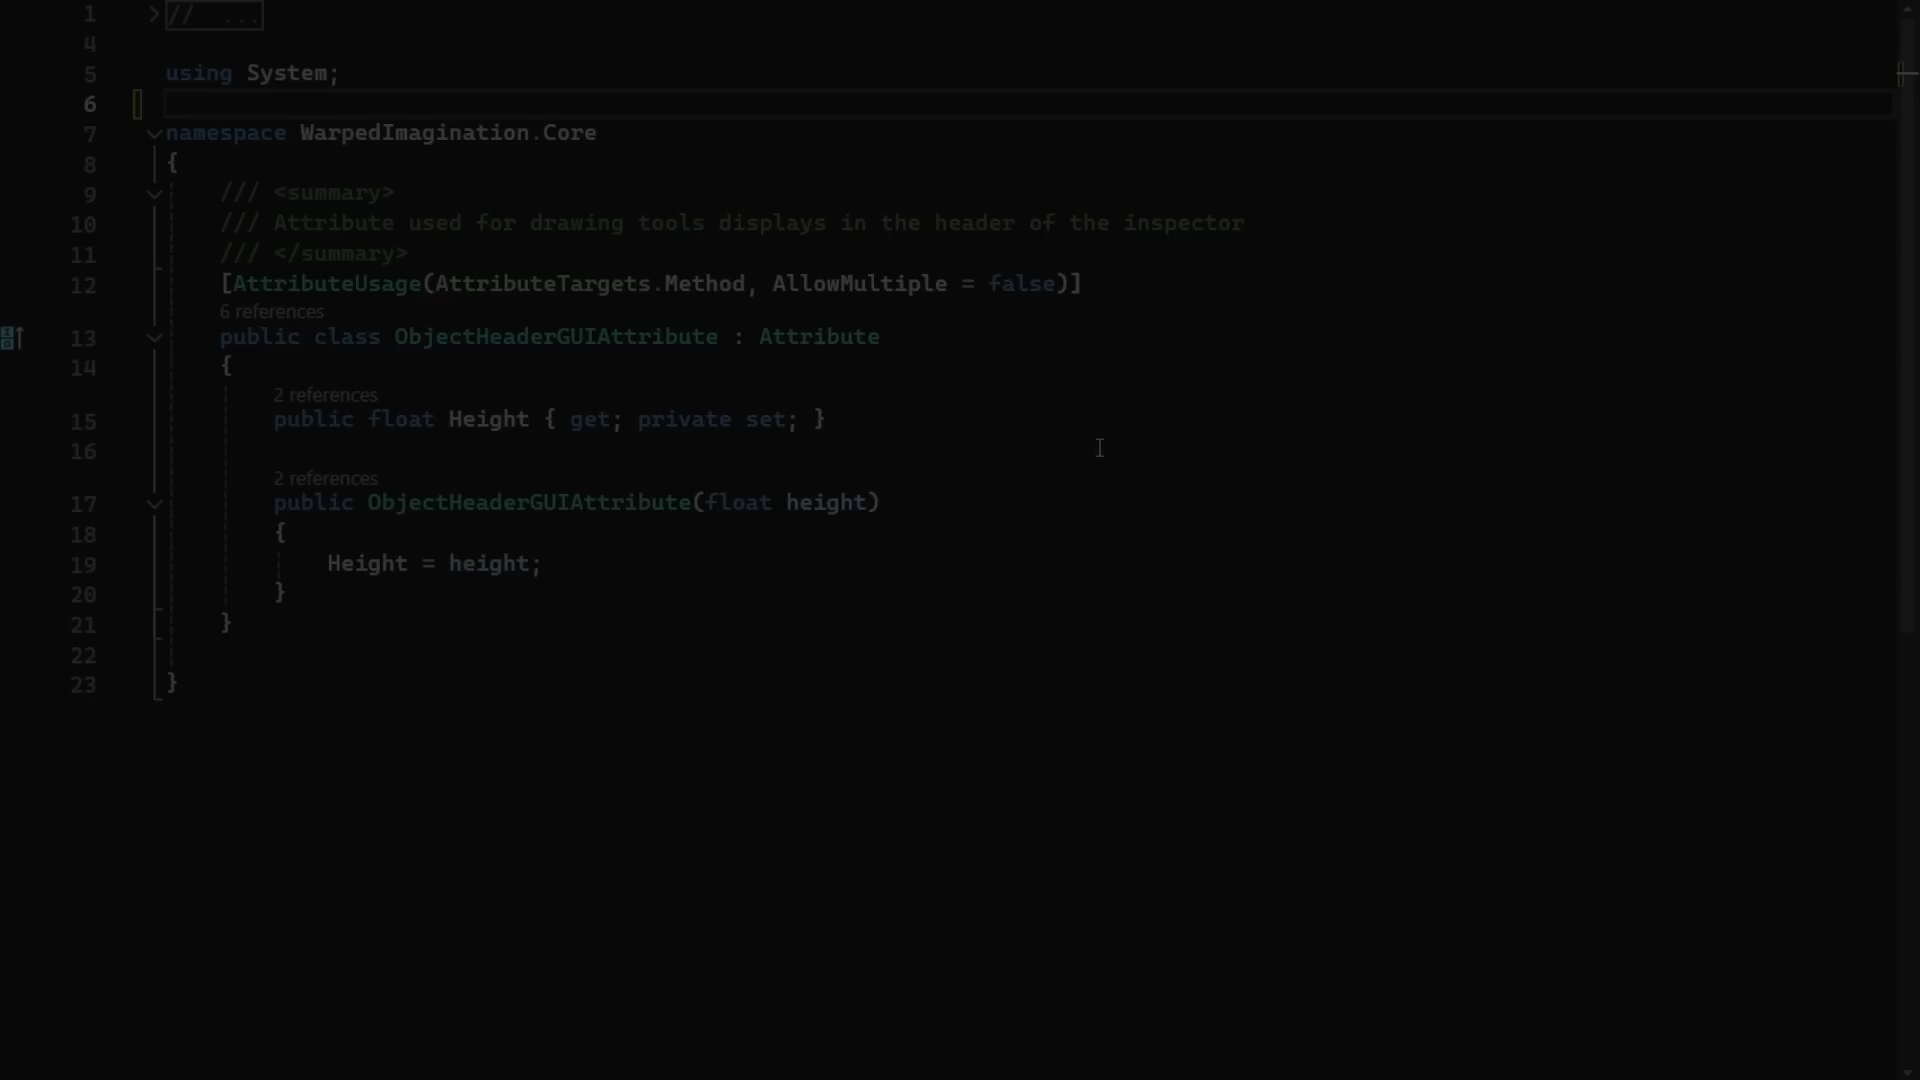 1 // ...
4
5 using System;
6
7 namespace WarpedImagination.Core
8 {
9 /// <summary>
10 /// Attribute used for drawing tools displays in the header of the inspector
11 /// </summary>
12 [AttributeUsage(AttributeTargets.Method, AllowMultiple = false)]
6 references
13 public class ObjectHeaderGUIAttribute : Attribute
14 {
2 references
15 public float Height { get; private set; }
16
2 references
17 public ObjectHeaderGUIAttribute(float height)
18 {
19 Height = height;
20 }
21 }
22
23 }